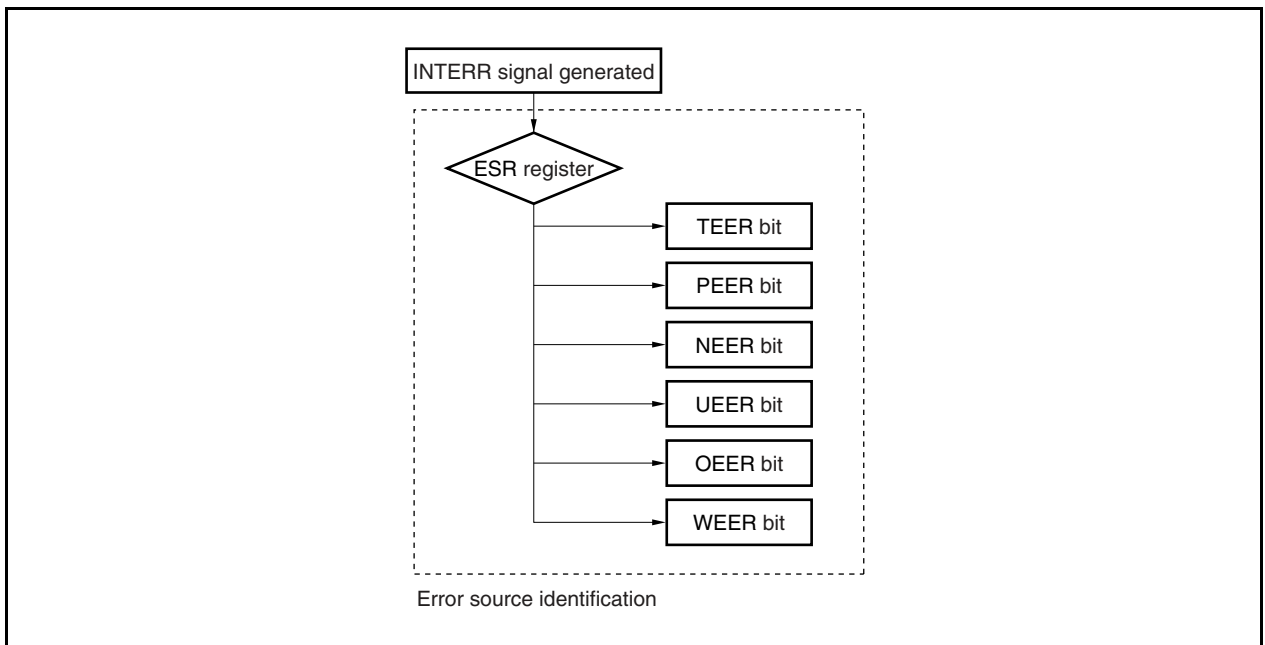 INTERR signal generated
ESR register
TEER bit
PEER bit
NEER bit
UEER bit
OEER bit
WEER bit
Error source identification